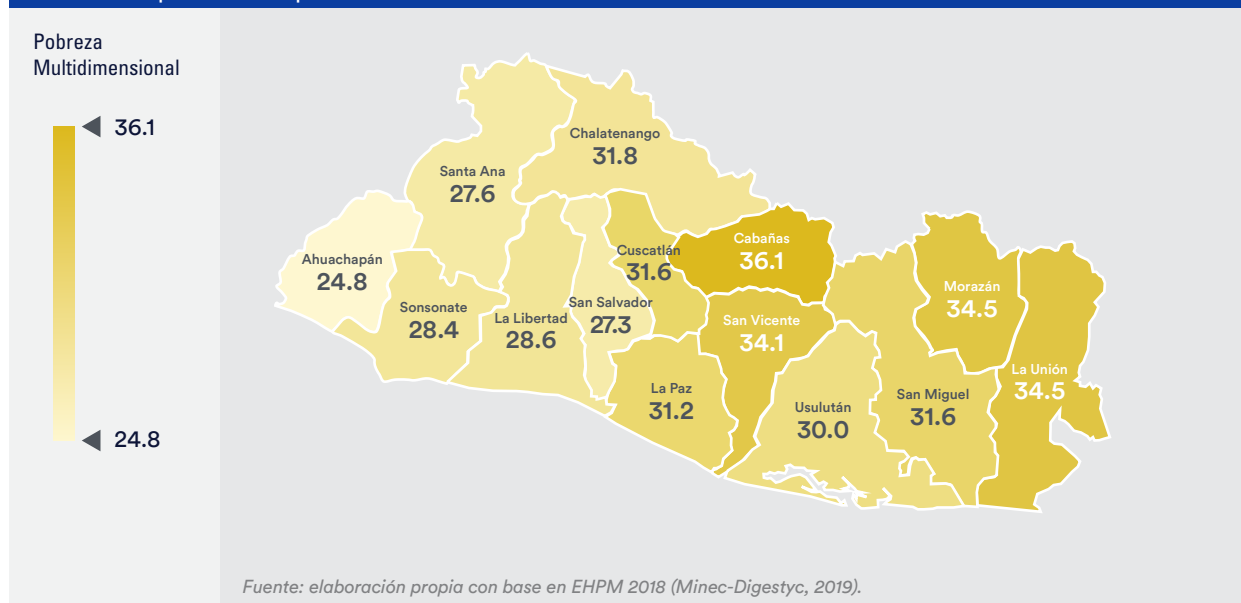 Pobreza
Multidimensional
36.1
24.8
Chalatenango
31.8
Santa Ana
27.6
Ahuachapán
24.8
Sonsonate
28.4
La Libertad
28.6
San Salvador
27.3
Cuscatlán
31.6
Cabañas
36.1
San Vicente
34.1
La Paz
31.2
Usulután
30.0
San Miguel
31.6
Morazán
34.5
La Unión
34.5
Fuente: elaboración propia con base en EHPM 2018 (Minec-Digestyc, 2019).